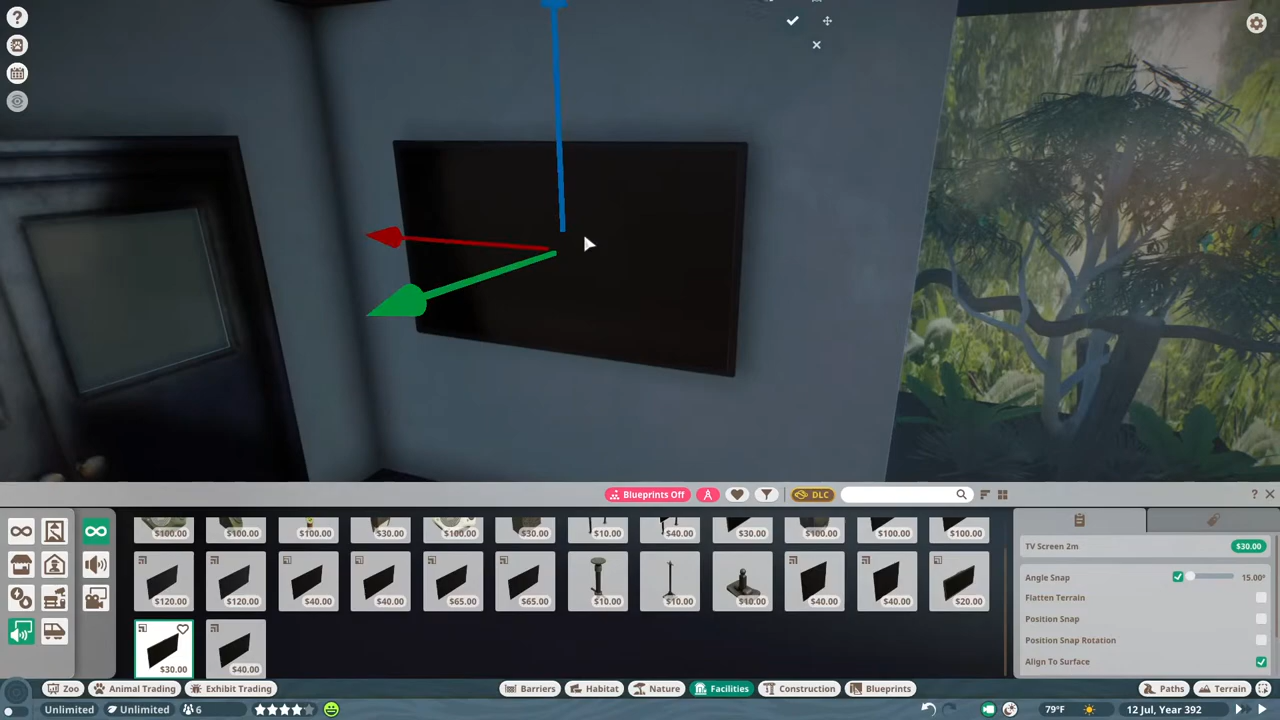 Blueprints Off
DLC
$100.00 $100.00 $100.00 $30.00 $100.00 $30.00 $10.00 $40.00 $30.00 $100.00 $100.00 $100.00
$120.00 $120.00 $40.00 $40.00 $65.00 $65.00 $10.00 $10.00 $10.00 $40.00 $40.00 $20.00
$30.00 $40.00
TV Screen 2m $30.00
Angle Snap 15.00°
Flatten Terrain
Position Snap
Position Snap Rotation
Align To Surface
Zoo Animal Trading Exhibit Trading Barriers Habitat Nature Facilities Construction Blueprints Paths Terrain
Unlimited Unlimited 6 79°F 12 Jul, Year 392